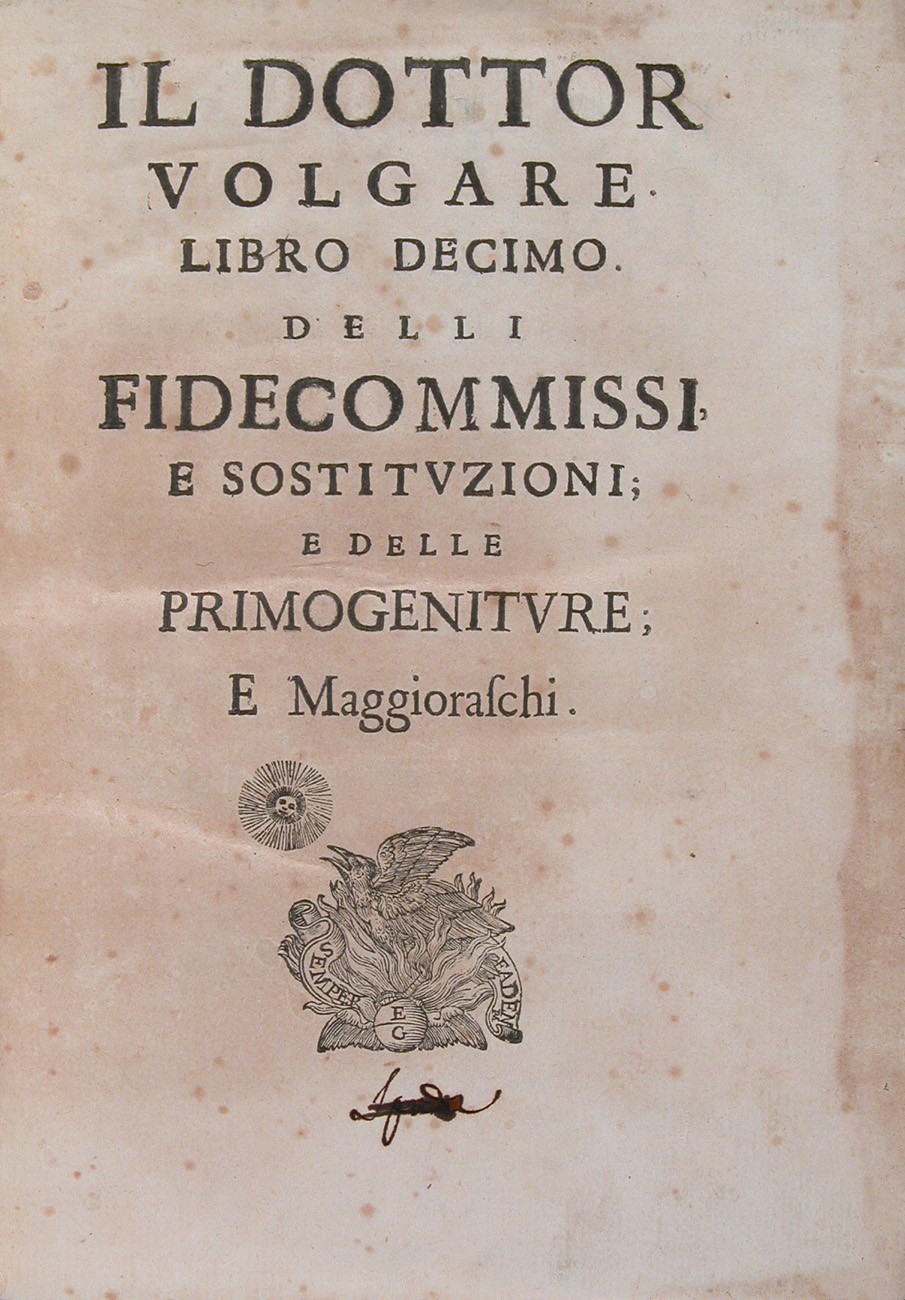 IL DOTTOR
VOLGARE.
LIBRO DECIMO.
DELLI
FIDECOMMISSI,
E SOSTITVZIONI;
E DELLE
PRIMOGENITVRE;
E Maggioraſchi.
SEMPER
EADEM
E
G